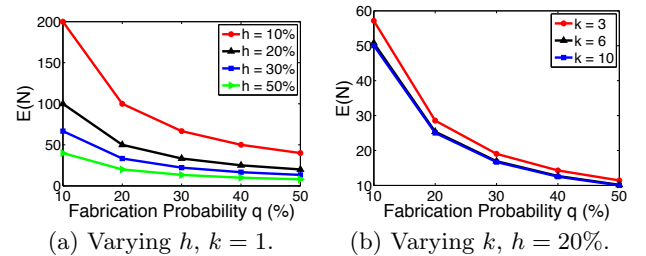 200
150
100
50
0
10
20
30
40
50
E(N)
Fabrication Probability q (%)
h = 10%
h = 20%
h = 30%
h = 50%
(a) Varying h, k = 1.
60
50
40
30
20
10
0
10
20
30
40
50
E(N)
Fabrication Probability q (%)
k = 3
k = 6
k = 10
(b) Varying k, h = 20%.